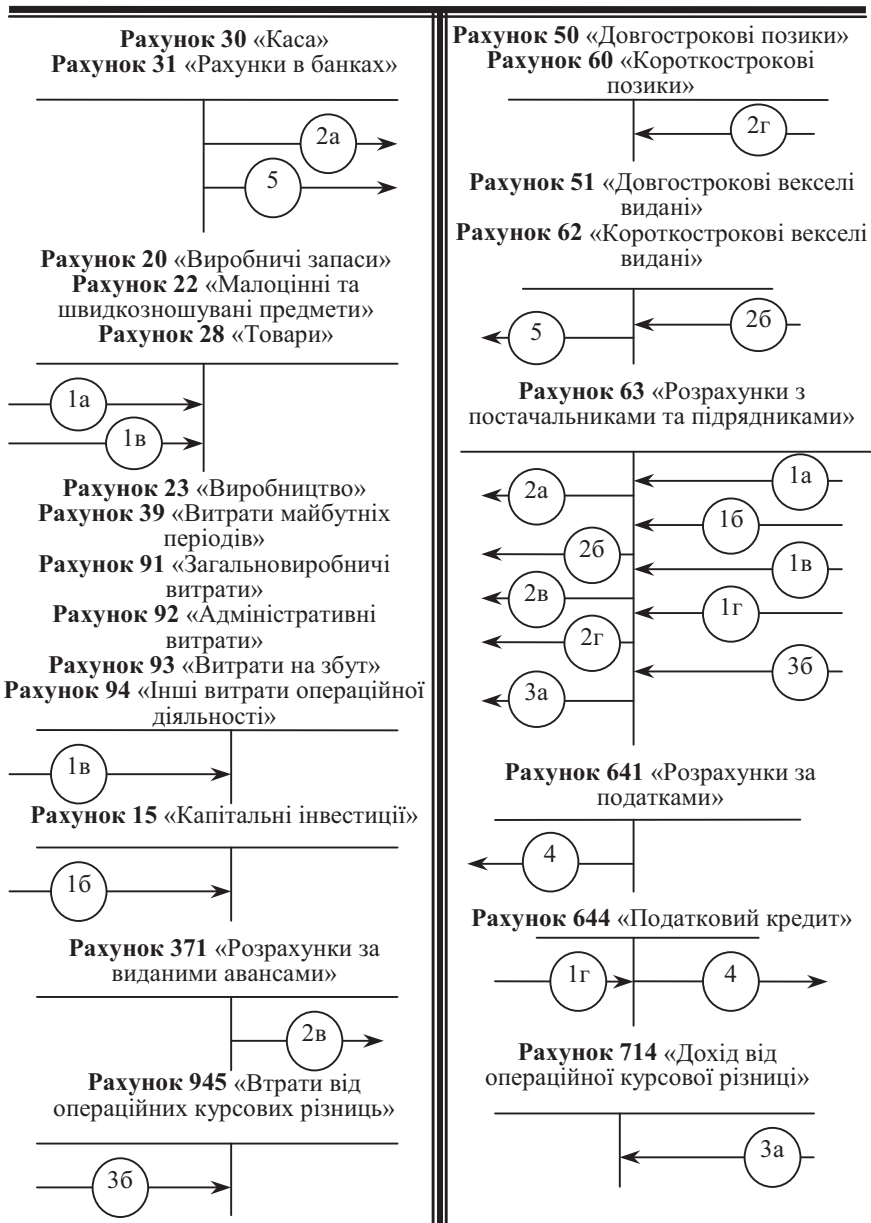 Рахунок 30 «Каса»
Рахунок 31 «Рахунки в банках»
2а
5
Рахунок 20 «Виробничі запаси»
Рахунок 22 «Малоцінні та
швидкозношувані предмети»
Рахунок 28 «Товари»
1а
1в
Рахунок 23 «Виробництво»
Рахунок 39 «Витрати майбутніх
періодів»
Рахунок 91 «Загальновиробничі
витрати»
Рахунок 92 «Адміністративні
витрати»
Рахунок 93 «Витрати на збут»
Рахунок 94 «Інші витрати операційної
діяльності»
1в
Рахунок 15 «Капітальні інвестиції»
1б
Рахунок 371 «Розрахунки за
виданими авансами»
2в
Рахунок 945 «Втрати від
операційних курсових різниць»
3б
Рахунок 50 «Довгострокові позики»
Рахунок 60 «Короткострокові
позики»
2г
Рахунок 51 «Довгострокові векселі
видані»
Рахунок 62 «Короткострокові векселі
видані»
5
2б
Рахунок 63 «Розрахунки з
постачальниками та підрядниками»
2а
1а
1б
2б
1в
2в
1г
2г
3б
3а
Рахунок 641 «Розрахунки за
податками»
4
Рахунок 644 «Податковий кредит»
1г
4
Рахунок 714 «Дохід від
операційної курсової різниці»
3а